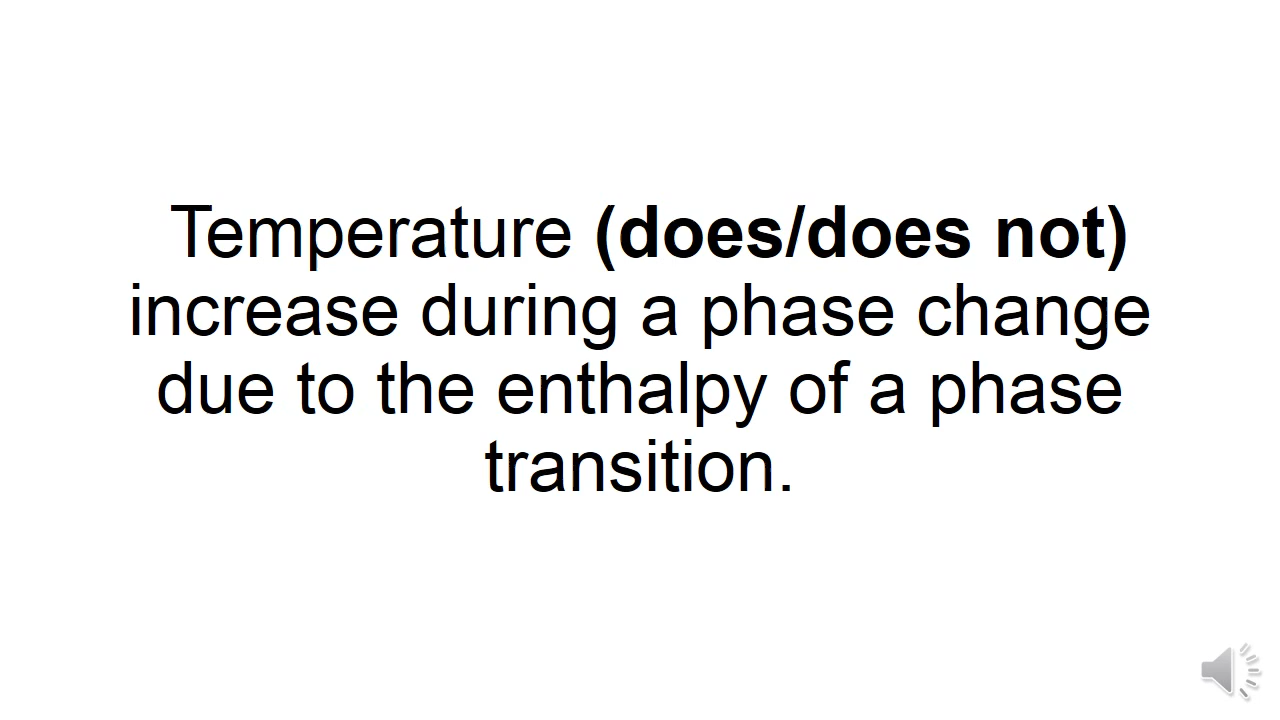 Temperature (does/does not)
increase during a phase change
due to the enthalpy of a phase
transition.